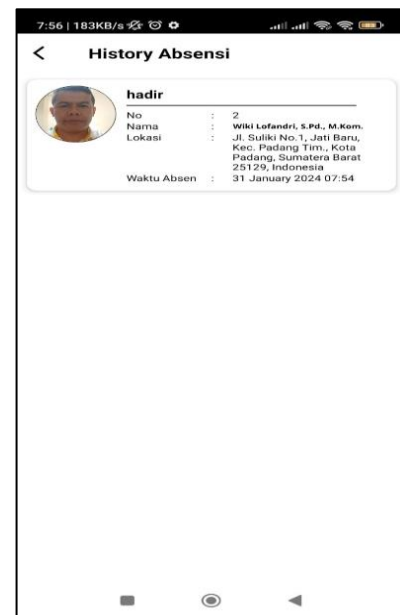 7:56 | 183KB/s
History Absensi
hadir
No : 2
Nama : Wiki Lofandri, S.Pd., M.Kom.
Lokasi : Jl. Suliki No.1, Jati Baru,
Kec. Padang Tim., Kota
Padang, Sumatera Barat
25129, Indonesia
Waktu Absen : 31 January 2024 07:54